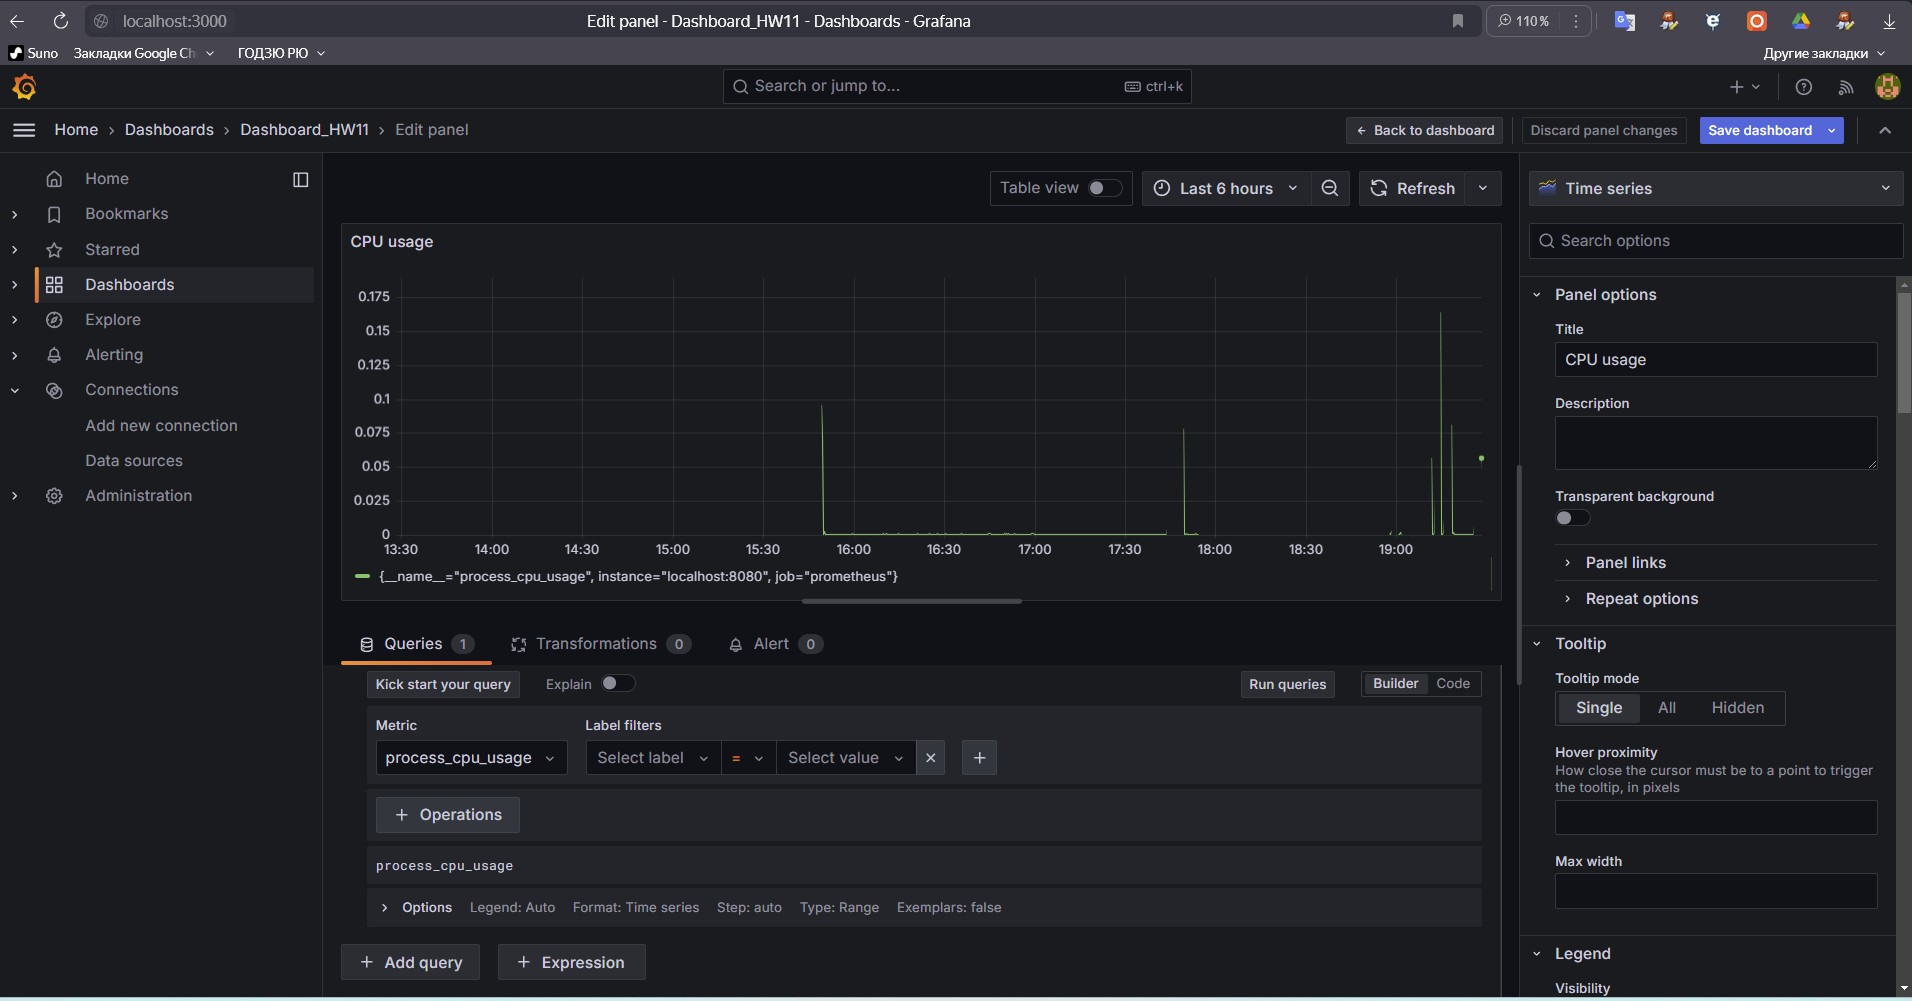 localhost:3000
Edit panel - Dashboard_HW11 - Dashboards - Grafana
110%
Suno
Закладки Google Ch
ГОДЗЮ РЮ
Другие закладки
Search or jump to...
ctrl+k
Home
Dashboards
Dashboard_HW11
Edit panel
Back to dashboard
Discard panel changes
Save dashboard
Home
Bookmarks
Starred
Dashboards
Explore
Alerting
Connections
Add new connection
Data sources
Administration
Table view
Last 6 hours
Refresh
CPU usage
0.175
0.15
0.125
0.1
0.075
0.05
0.025
0
13:30
14:00
14:30
15:00
15:30
16:00
16:30
17:00
17:30
18:00
18:30
19:00
{__name__="process_cpu_usage", instance="localhost:8080", job="prometheus"}
Queries 1
Transformations 0
Alert 0
Kick start your query
Explain
Run queries
Builder
Code
Metric
Label filters
process_cpu_usage
Select label
=
Select value
+ Operations
process_cpu_usage
Options
Legend: Auto
Format: Time series
Step: auto
Type: Range
Exemplars: false
+ Add query
+ Expression
Time series
Search options
Panel options
Title
CPU usage
Description
Transparent background
Panel links
Repeat options
Tooltip
Tooltip mode
Single
All
Hidden
Hover proximity
How close the cursor must be to a point to trigger
the tooltip, in pixels
Max width
Legend
Visibility